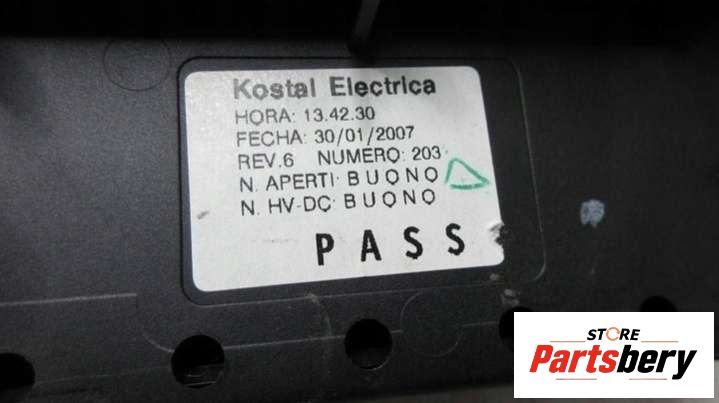 Kostal Electrica
HORA: 13.42.30
FECHA: 30/01/2007
REV.6 NUMERO: 203
N. APERTI: BUONO
N. HV-DC: BUONO
PASS
STORE
Partsbery